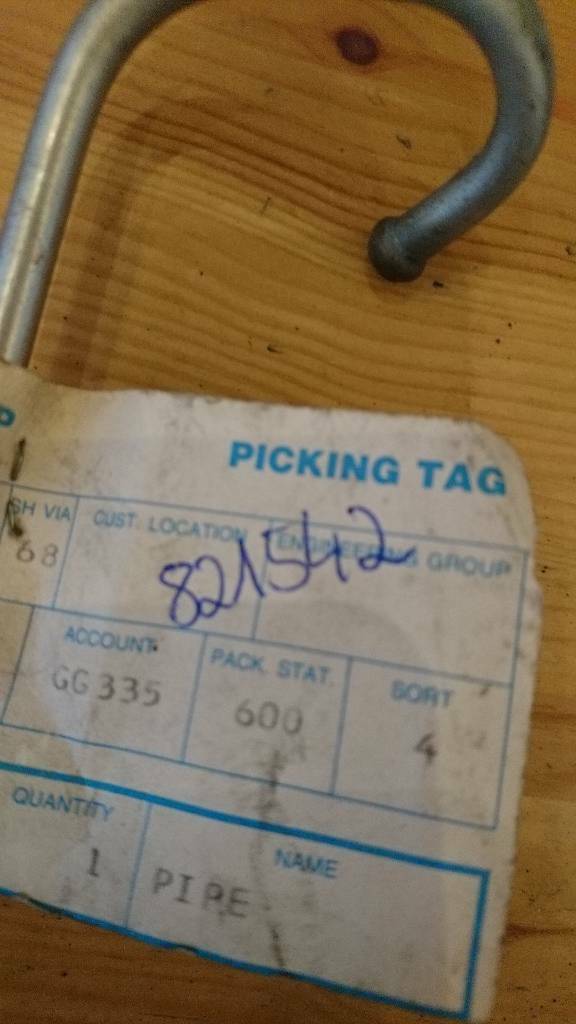 P PICKING TAG
SH VIA CUST. LOCATION ENGINEERING GROUP
68 821542
ACCOUNT PACK. STAT. SORT
GG335 600 4
QUANTITY NAME
1 PIPE